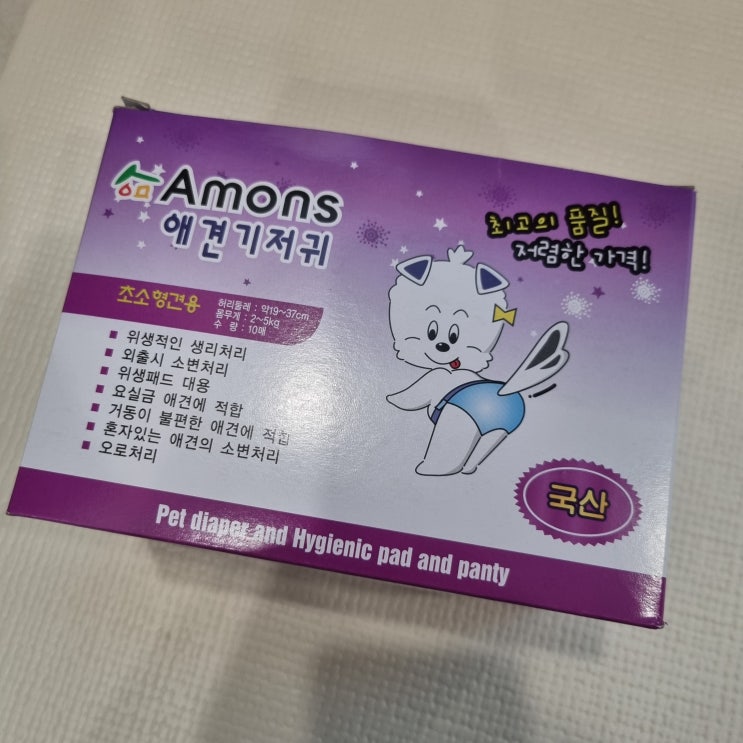 Amons
애견기저귀
최고의 품질!
저렴한 가격!
초소형견용
허리둘레 : 약19~37cm
몸무게 : 2~5kg
수 량 : 10매
위생적인 생리처리
외출시 소변처리
위생패드 대용
요실금 애견에 적합
거동이 불편한 애견에 적합
혼자있는 애견의 소변처리
오로처리
국산
Pet diaper and Hygienic pad and panty